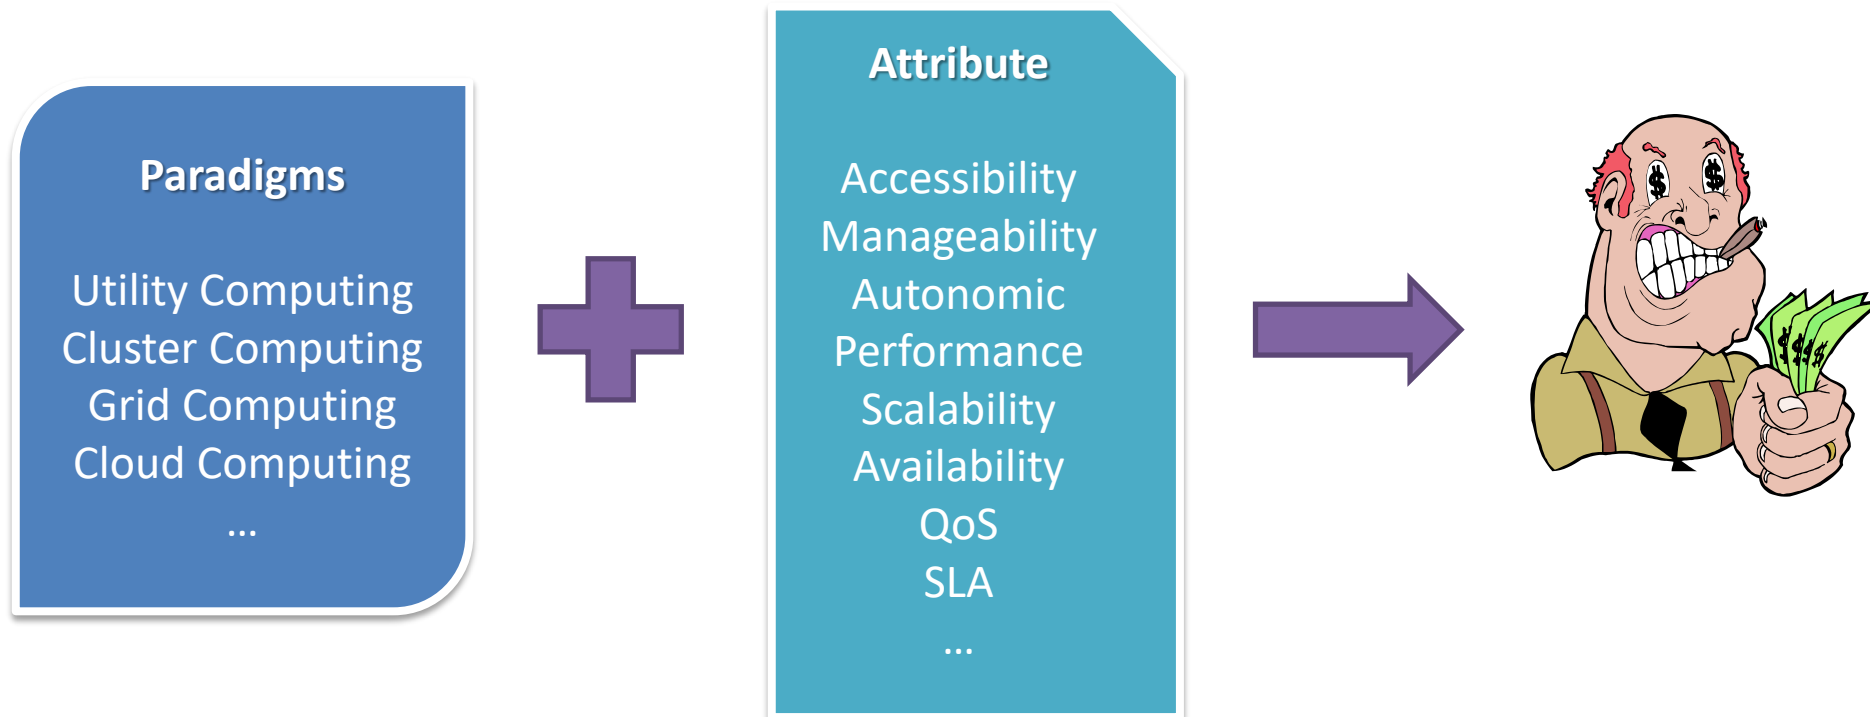 Paradigms
Utility Computing
Cluster Computing
Grid Computing
Cloud Computing
...
Attribute
Accessibility
Manageability
Autonomic
Performance
Scalability
Availability
QoS
SLA
...
$ $
$ $ $ $